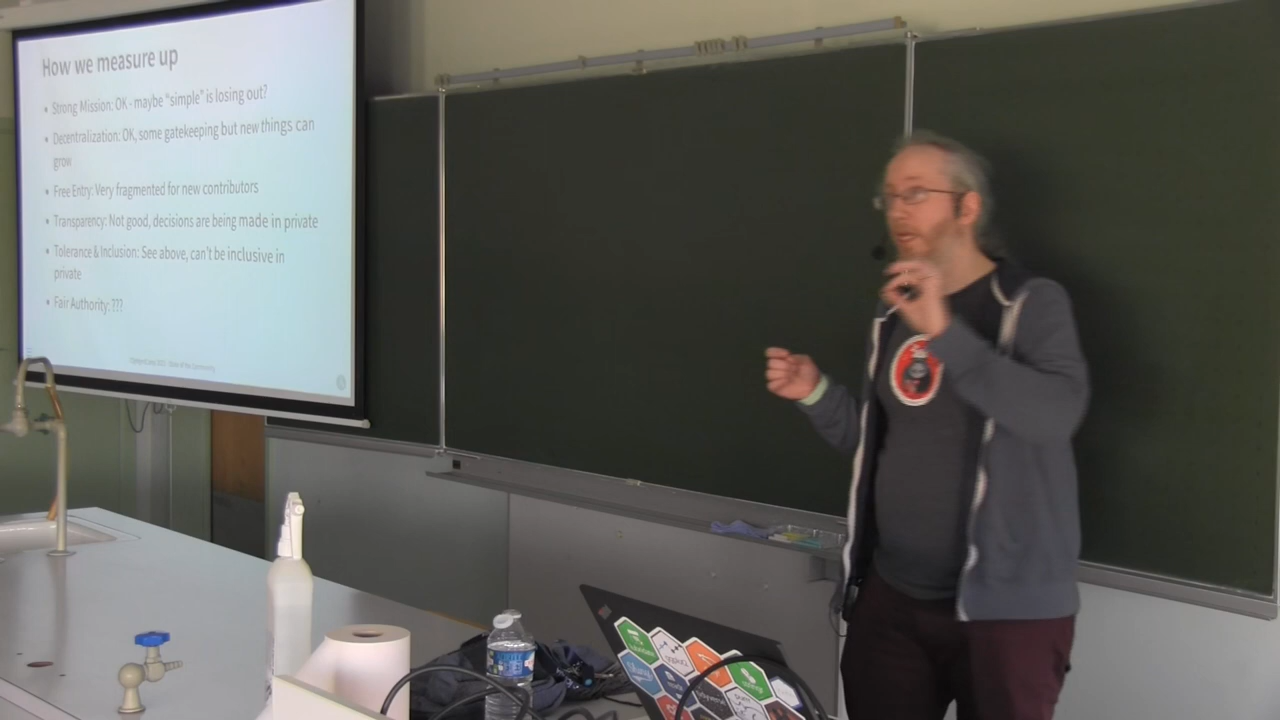 How we measure up
• Strong Mission: OK - maybe "simple" is losing out?
• Decentralization: OK, some gatekeeping but new things can
grow
• Free Entry: Very fragmented for new contributors
• Transparency: Not good, decisions are being made in private
• Tolerance & Inclusion: See above, can't be inclusive in
private
• Fair Authority: ???